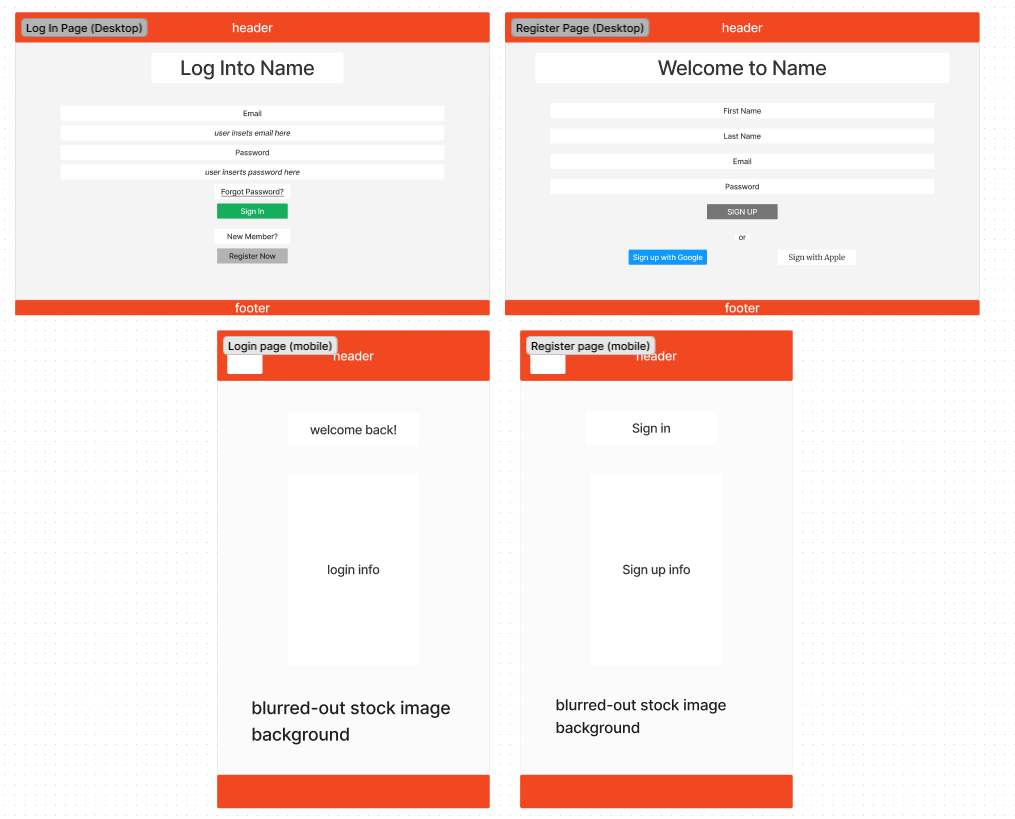 Log In Page (Desktop)
header
Log Into Name
Email
user insets email here
Password
user inserts password here
Forgot Password?
Sign In
New Member?
Register Now
footer
Register Page (Desktop)
header
Welcome to Name
First Name
Last Name
Email
Password
SIGN UP
or
Sign up with Google
Sign with Apple
footer
Login page (mobile)
header
welcome back!
login info
blurred-out stock image
background
Register page (mobile)
header
Sign in
Sign up info
blurred-out stock image
background